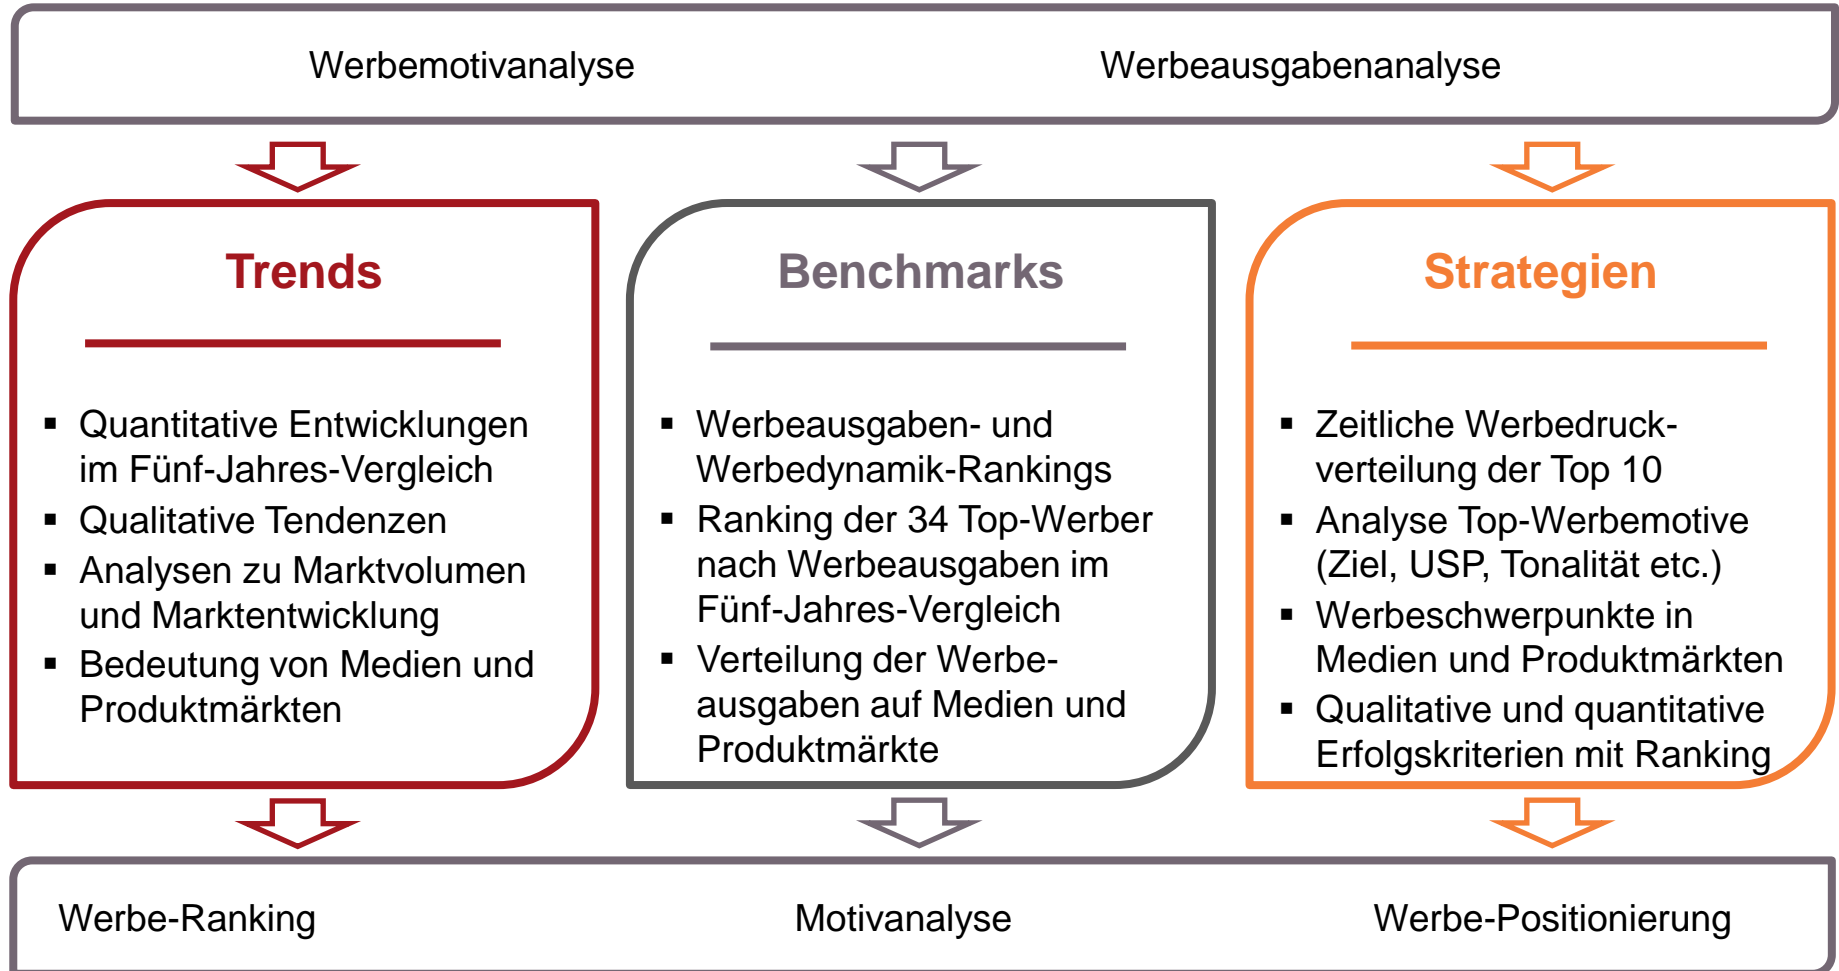 Werbemotivanalyse
Werbeausgabenanalyse
Trends
▪ Quantitative Entwicklungen
im Fünf-Jahres-Vergleich
▪ Qualitative Tendenzen
▪ Analysen zu Marktvolumen
und Marktentwicklung
▪ Bedeutung von Medien und
Produktmärkten
Benchmarks
▪ Werbeausgaben- und
Werbedynamik-Rankings
▪ Ranking der 34 Top-Werber
nach Werbeausgaben im
Fünf-Jahres-Vergleich
▪ Verteilung der Werbe-
ausgaben auf Medien und
Produktmärkte
Strategien
▪ Zeitliche Werbedruck-
verteilung der Top 10
▪ Analyse Top-Werbemotive
(Ziel, USP, Tonalität etc.)
▪ Werbeschwerpunkte in
Medien und Produktmärkten
▪ Qualitative und quantitative
Erfolgskriterien mit Ranking
Werbe-Ranking
Motivanalyse
Werbe-Positionierung